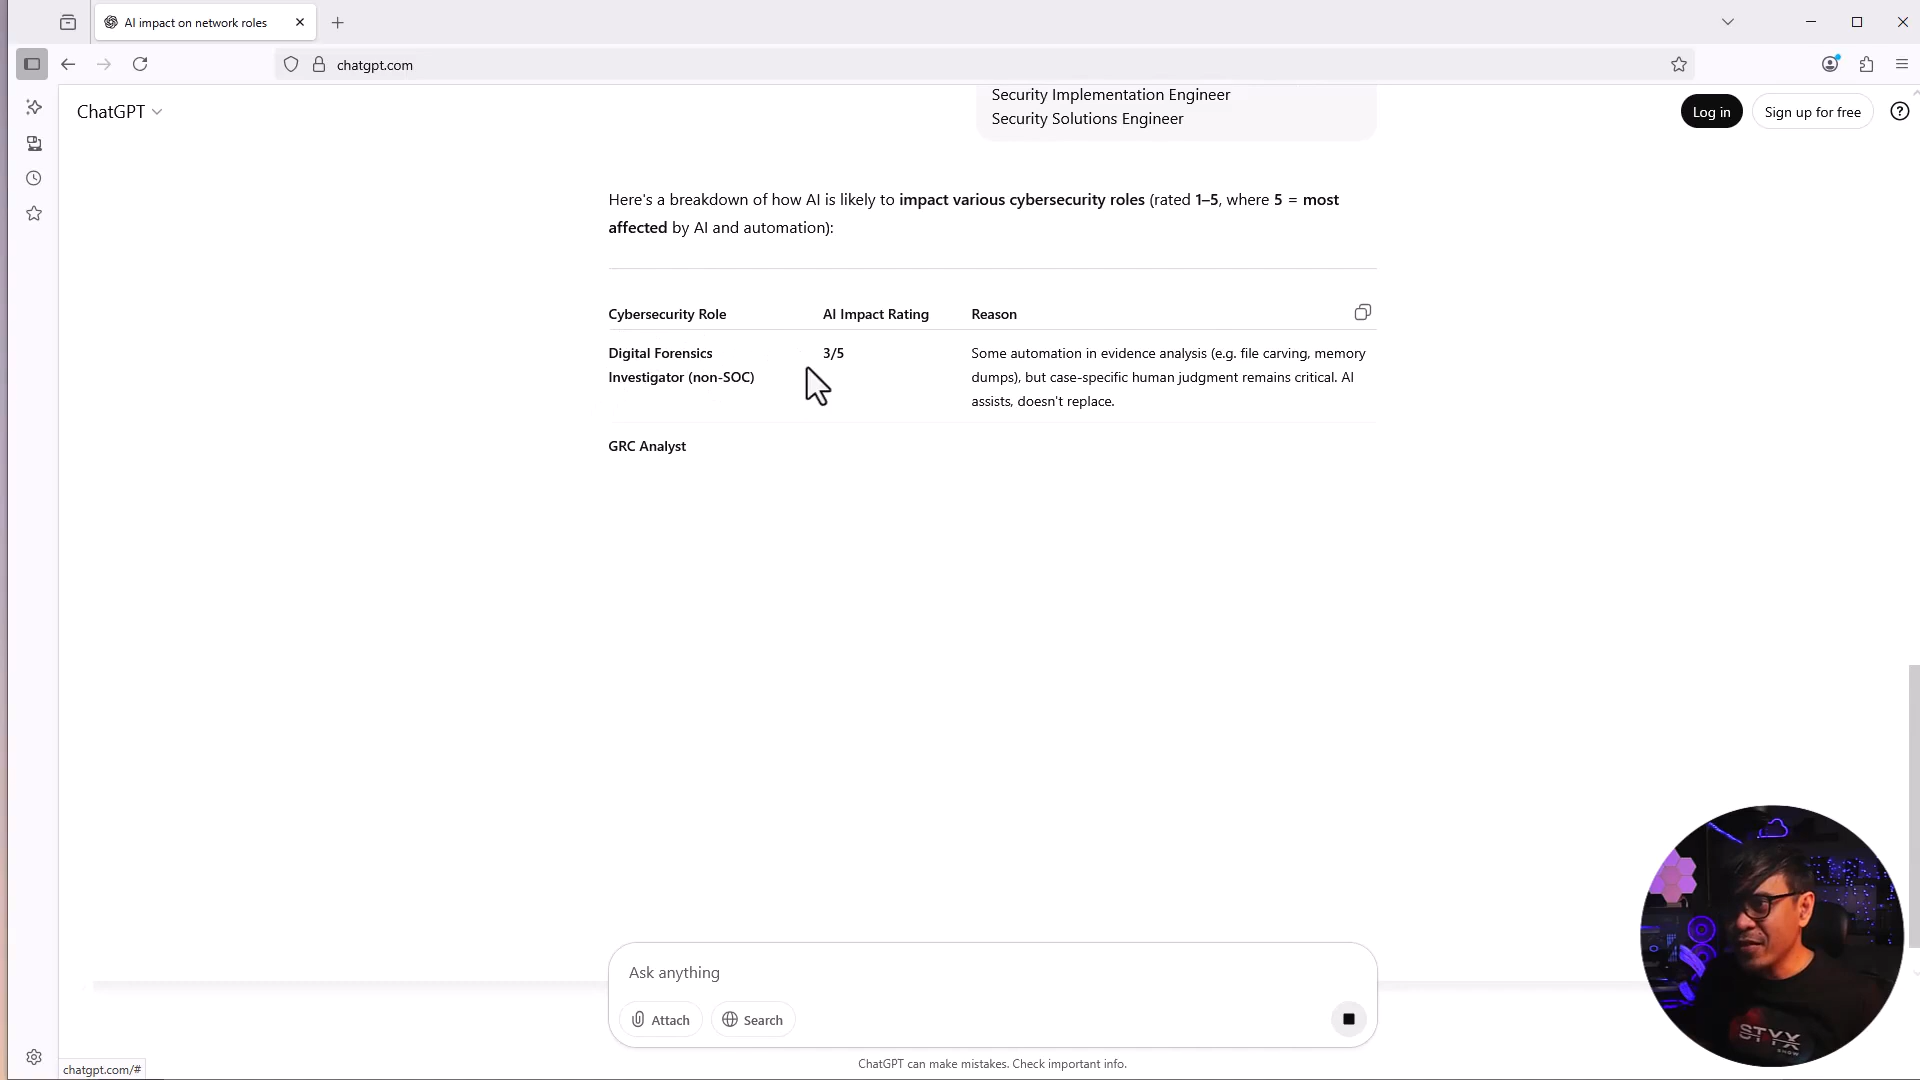 AI impact on network roles
chatgpt.com
ChatGPT
Security Implementation Engineer
Security Solutions Engineer
Log in
Sign up for free
Here's a breakdown of how AI is likely to impact various cybersecurity roles (rated 1–5, where 5 = most
affected by AI and automation):
Cybersecurity Role
AI Impact Rating
Reason
Digital Forensics
Investigator (non-SOC)
3/5
Some automation in evidence analysis (e.g. file carving, memory
dumps), but case-specific human judgment remains critical. AI
assists, doesn't replace.
GRC Analyst
Ask anything
Attach
Search
ChatGPT can make mistakes. Check important info.
chatgpt.com/#
STYX
SHOW